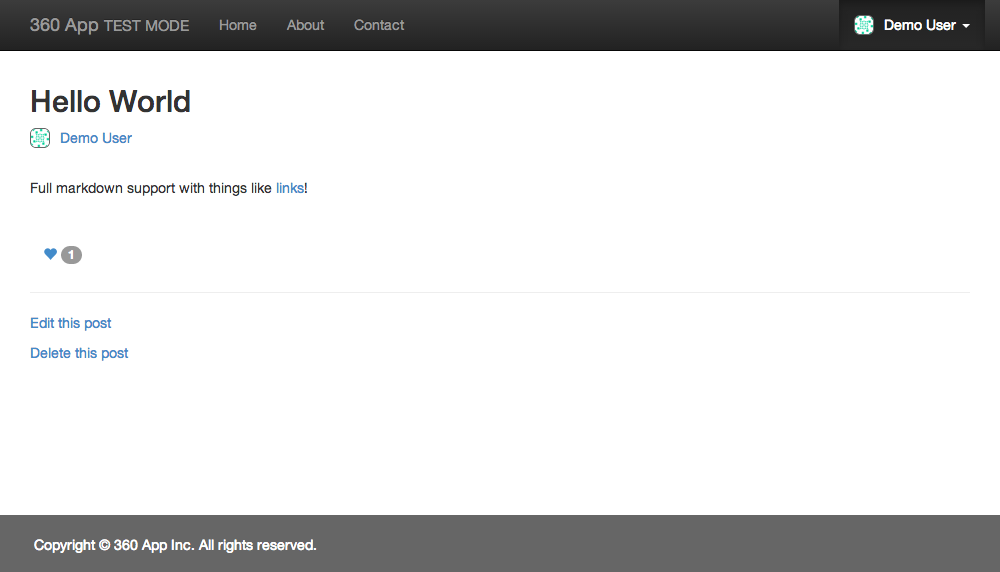 360 App TEST MODE Home About Contact Demo User
Hello World
Demo User
Full markdown support with things like links!
1
Edit this post
Delete this post
Copyright © 360 App Inc. All rights reserved.